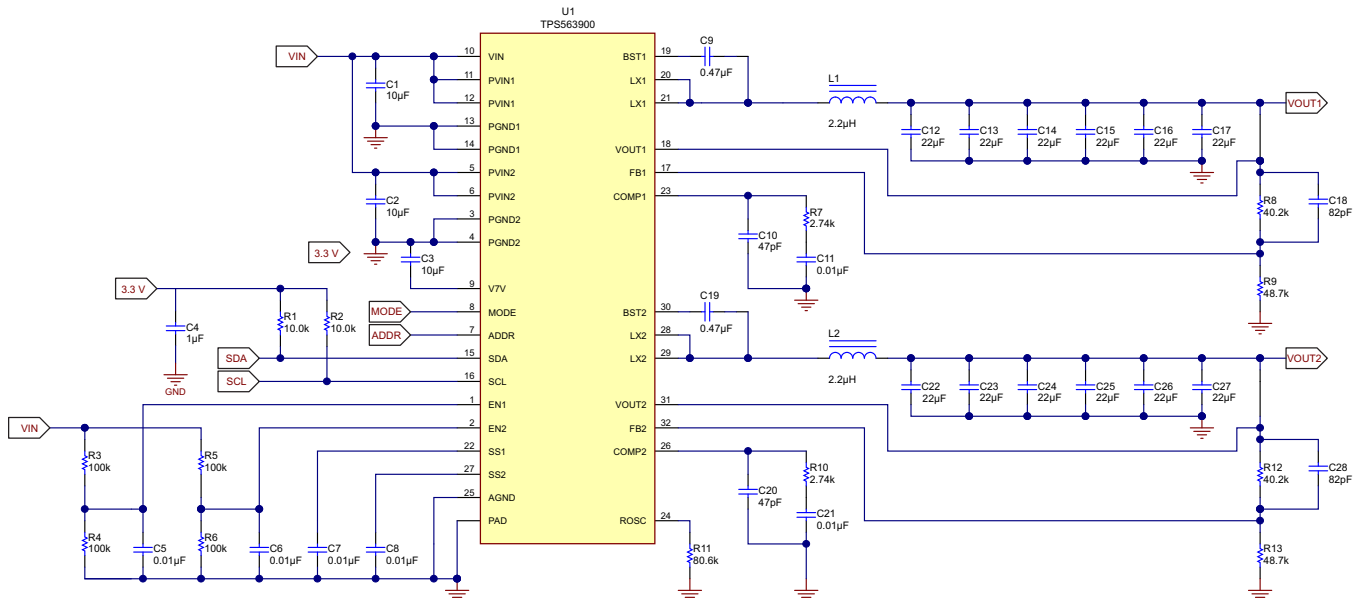 U1
TPS563900
VIN
C1
10µF
C2
10µF
3.3 V
C3
10µF
3.3 V
C4
1µF
GND
R1
10.0k
R2
10.0k
MODE
ADDR
SDA
SCL
VIN
R3
100k
R4
100k
C5
0.01µF
R5
100k
R6
100k
C6
0.01µF
C7
0.01µF
C8
0.01µF
10 VIN
11 PVIN1
12 PVIN1
13 PGND1
14 PGND1
5 PVIN2
6 PVIN2
3 PGND2
4 PGND2
9 V7V
8 MODE
7 ADDR
15 SDA
16 SCL
1 EN1
2 EN2
22 SS1
27 SS2
25 AGND
PAD
BST1 19
LX1 20
LX1 21
VOUT1 18
FB1 17
COMP1 23
BST2 30
LX2 28
LX2 29
VOUT2 31
FB2 32
COMP2 26
ROSC 24
C9
0.47µF
L1
2.2µH
C12
22µF
C13
22µF
C14
22µF
C15
22µF
C16
22µF
C17
22µF
VOUT1
R8
40.2k
C18
82pF
R9
48.7k
C10
47pF
R7
2.74k
C11
0.01µF
C19
0.47µF
L2
2.2µH
C22
22µF
C23
22µF
C24
22µF
C25
22µF
C26
22µF
C27
22µF
VOUT2
R12
40.2k
C28
82pF
R13
48.7k
C20
47pF
R10
2.74k
C21
0.01µF
R11
80.6k